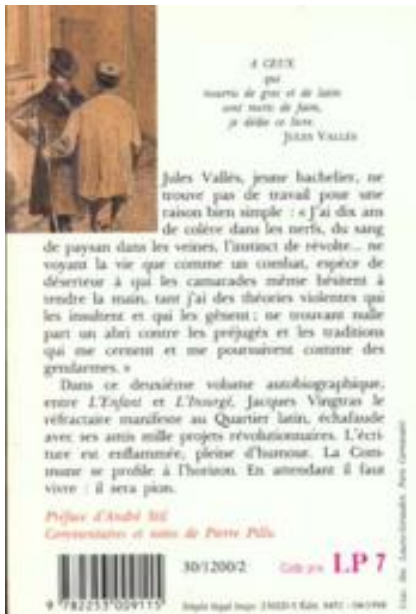 A CEUX
qui
nourris de grec et de latin
sont morts de faim,
je dédie ce livre.
JULES VALLÈS
Jules Vallès, jeune bachelier, ne
trouve pas de travail pour une
raison bien simple : « J'ai dix ans
de colère dans les nerfs, du sang
de paysan dans les veines, l'instinct de révolte... ne
voyant la vie que comme un combat, espèce de
déserteur à qui les camarades même hésitent à
tendre la main, tant j'ai des théories violentes qui
les insultent et qui les gênent ; ne trouvant nulle
part un abri contre les préjugés et les traditions
qui me cernent et me poursuivent comme des
gendarmes. »
Dans ce deuxième volume autobiographique,
entre L'Enfant et L'Insurgé, Jacques Vingtras le
réfractaire manifeste au Quartier latin, échafaude
avec ses amis mille projets révolutionnaires. L'écri-
ture est enflammée, pleine d'humour. La Com-
mune se profile à l'horizon. En attendant il faut
vivre : il sera pion.
Préface d'André Stil
Commentaires et notes de Pierre Pillu
30/1200/2
Code prix LP 7
9 782253 009115